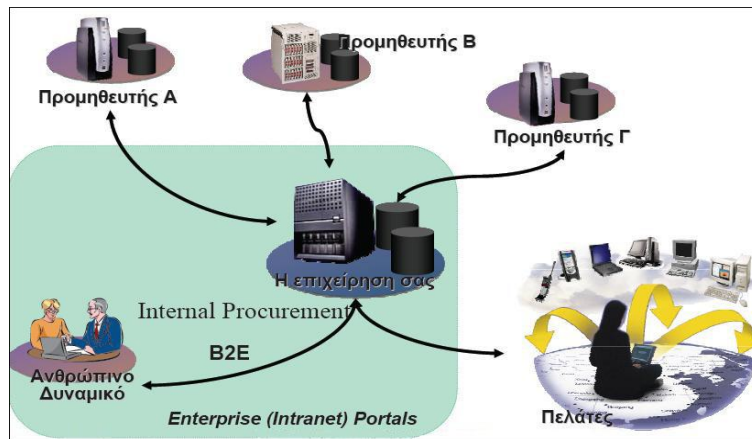 Προμηθευτής Β
Προμηθευτής Α
Προμηθευτής Γ
Η επιχείρηση σας
Internal Procurement
B2E
Ανθρώπινο
Δυναμικό
Enterprise (Intranet) Portals
Πελάτες